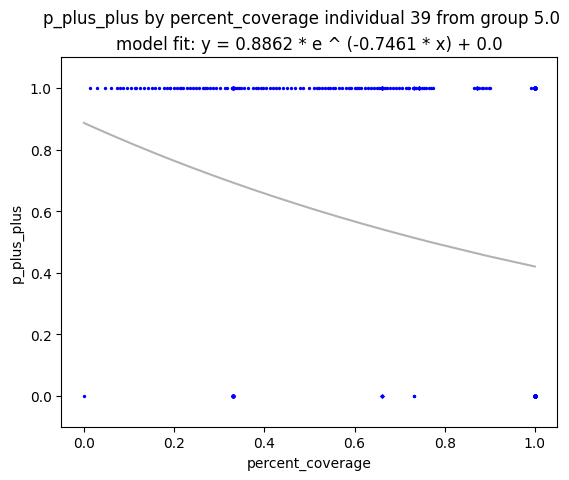 p_plus_plus by percent_coverage individual 39 from group 5.0
model fit: y = 0.8862 * e ^ (-0.7461 * x) + 0.0
1.0
0.8
0.6
0.4
0.2
0.0
p_plus_plus
0.0 0.2 0.4 0.6 0.8 1.0
percent_coverage